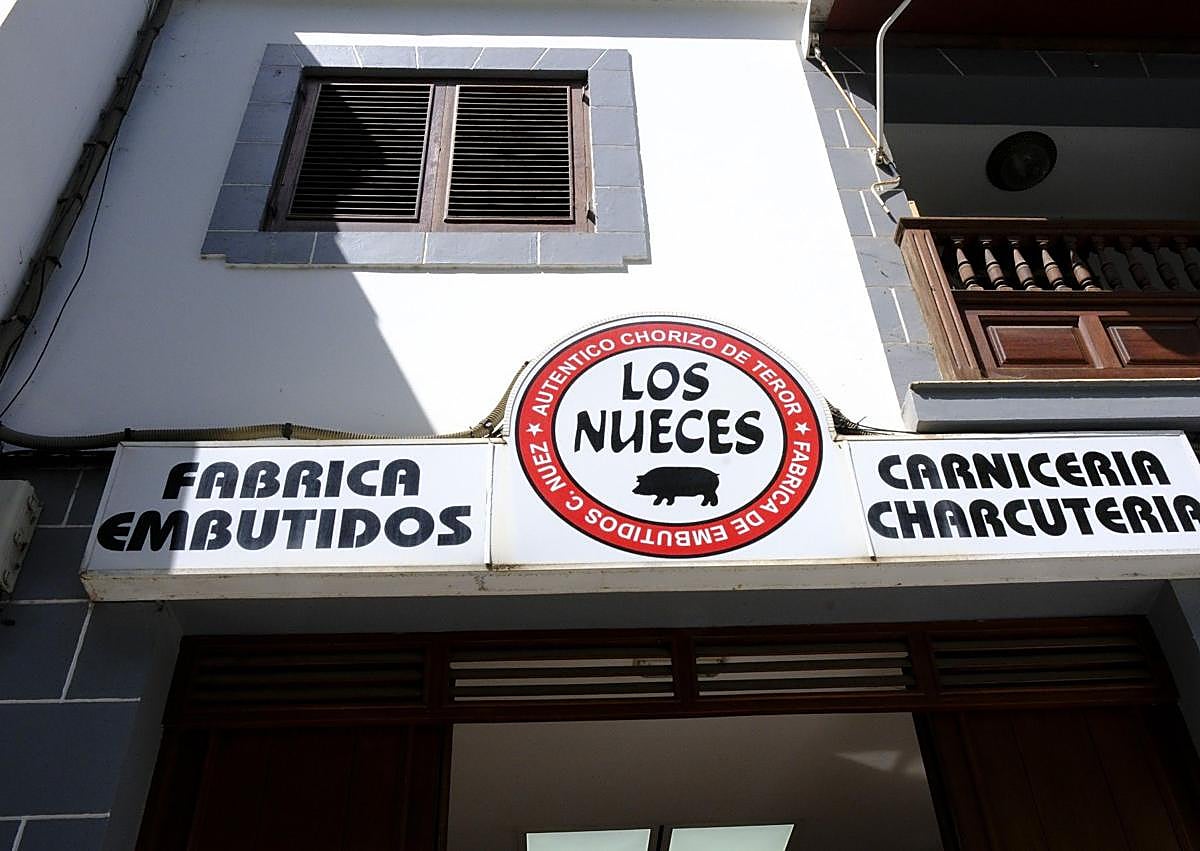 FABRICA
EMBUTIDOS
AUTENTICO CHORIZO DE TEROR
LOS
NUECES
FABRICA DE EMBUTIDOS C. NUEZ
CARNICERIA
CHARCUTERIA